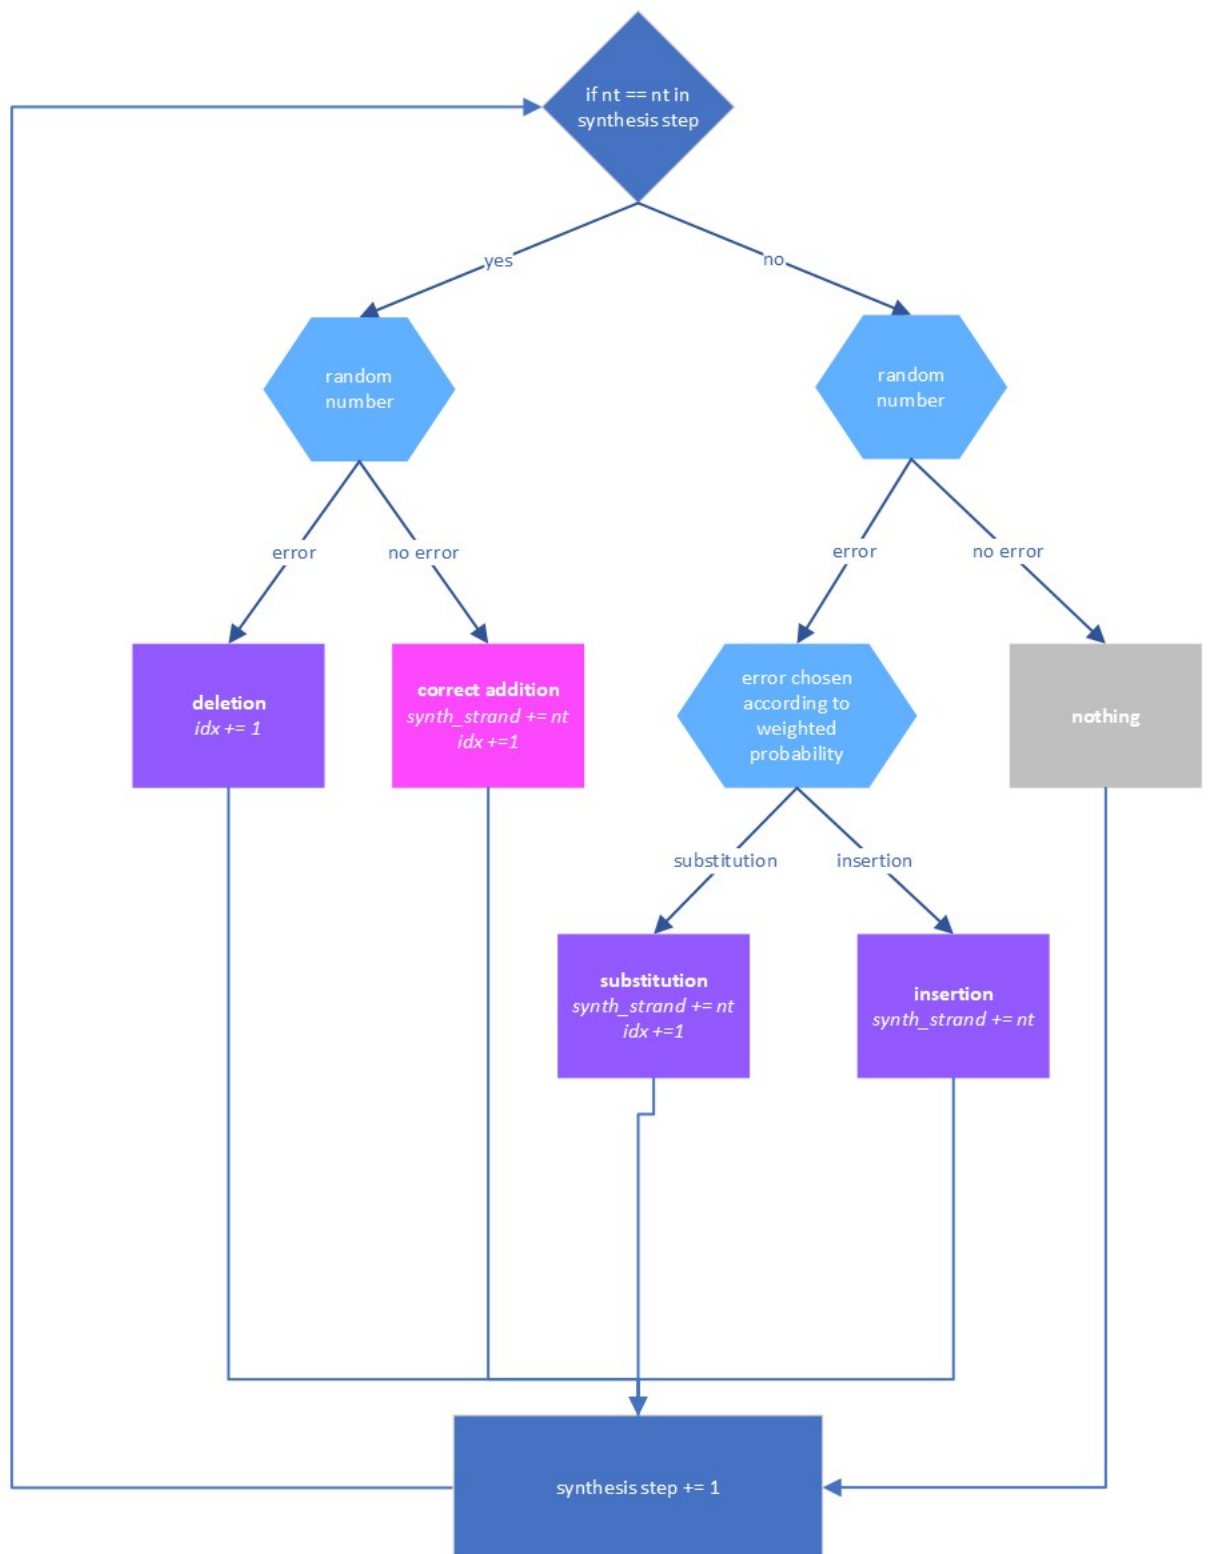 if nt == nt in
synthesis step
yes
no
random
number
random
number
error
no error
error
no error
deletion
idx += 1
correct addition
synth_strand += nt
idx +=1
error chosen
according to
weighted
probability
nothing
substitution
insertion
substitution
synth_strand += nt
idx +=1
insertion
synth_strand += nt
synthesis step += 1